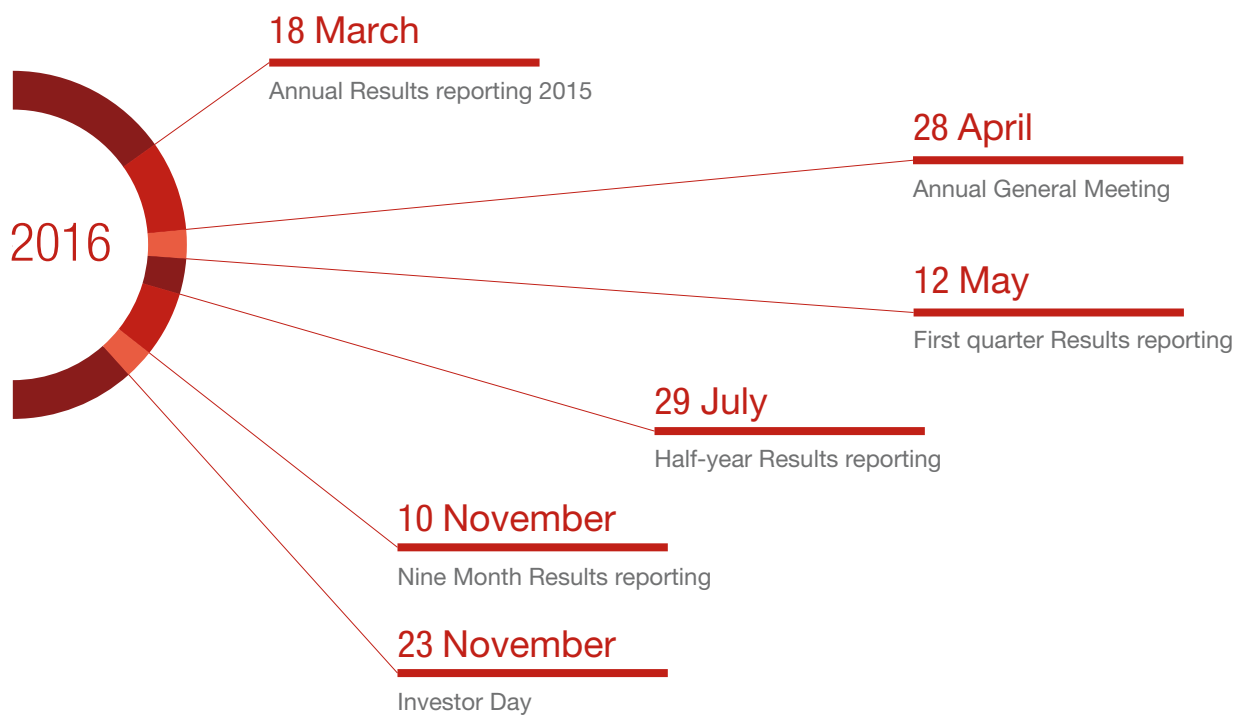 18 March
Annual Results reporting 2015
28 April
Annual General Meeting
2016
12 May
First quarter Results reporting
29 July
Half-year Results reporting
10 November
Nine Month Results reporting
23 November
Investor Day